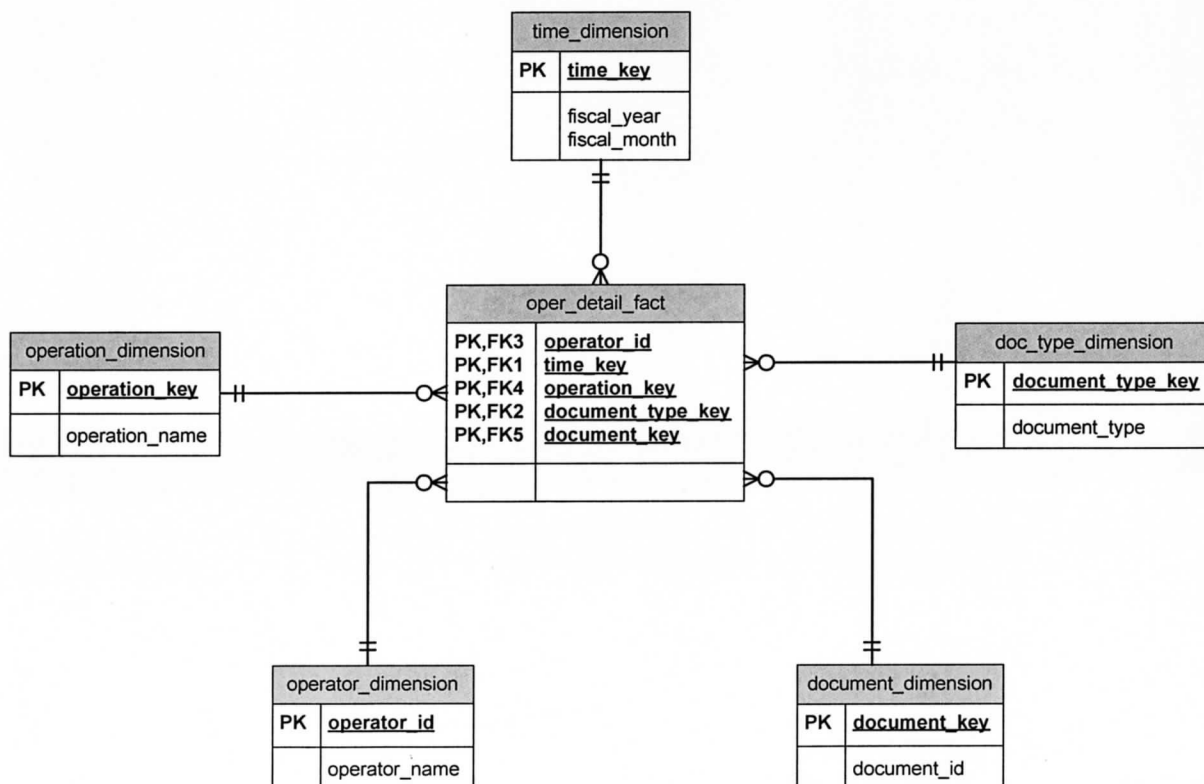 time_dimension
PK time_key
fiscal_year
fiscal_month
oper_detail_fact
PK,FK3 operator_id
PK,FK1 time_key
PK,FK4 operation_key
PK,FK2 document_type_key
PK,FK5 document_key
operation_dimension
PK operation_key
operation_name
doc_type_dimension
PK document_type_key
document_type
operator_dimension
PK operator_id
operator_name
document_dimension
PK document_key
document_id